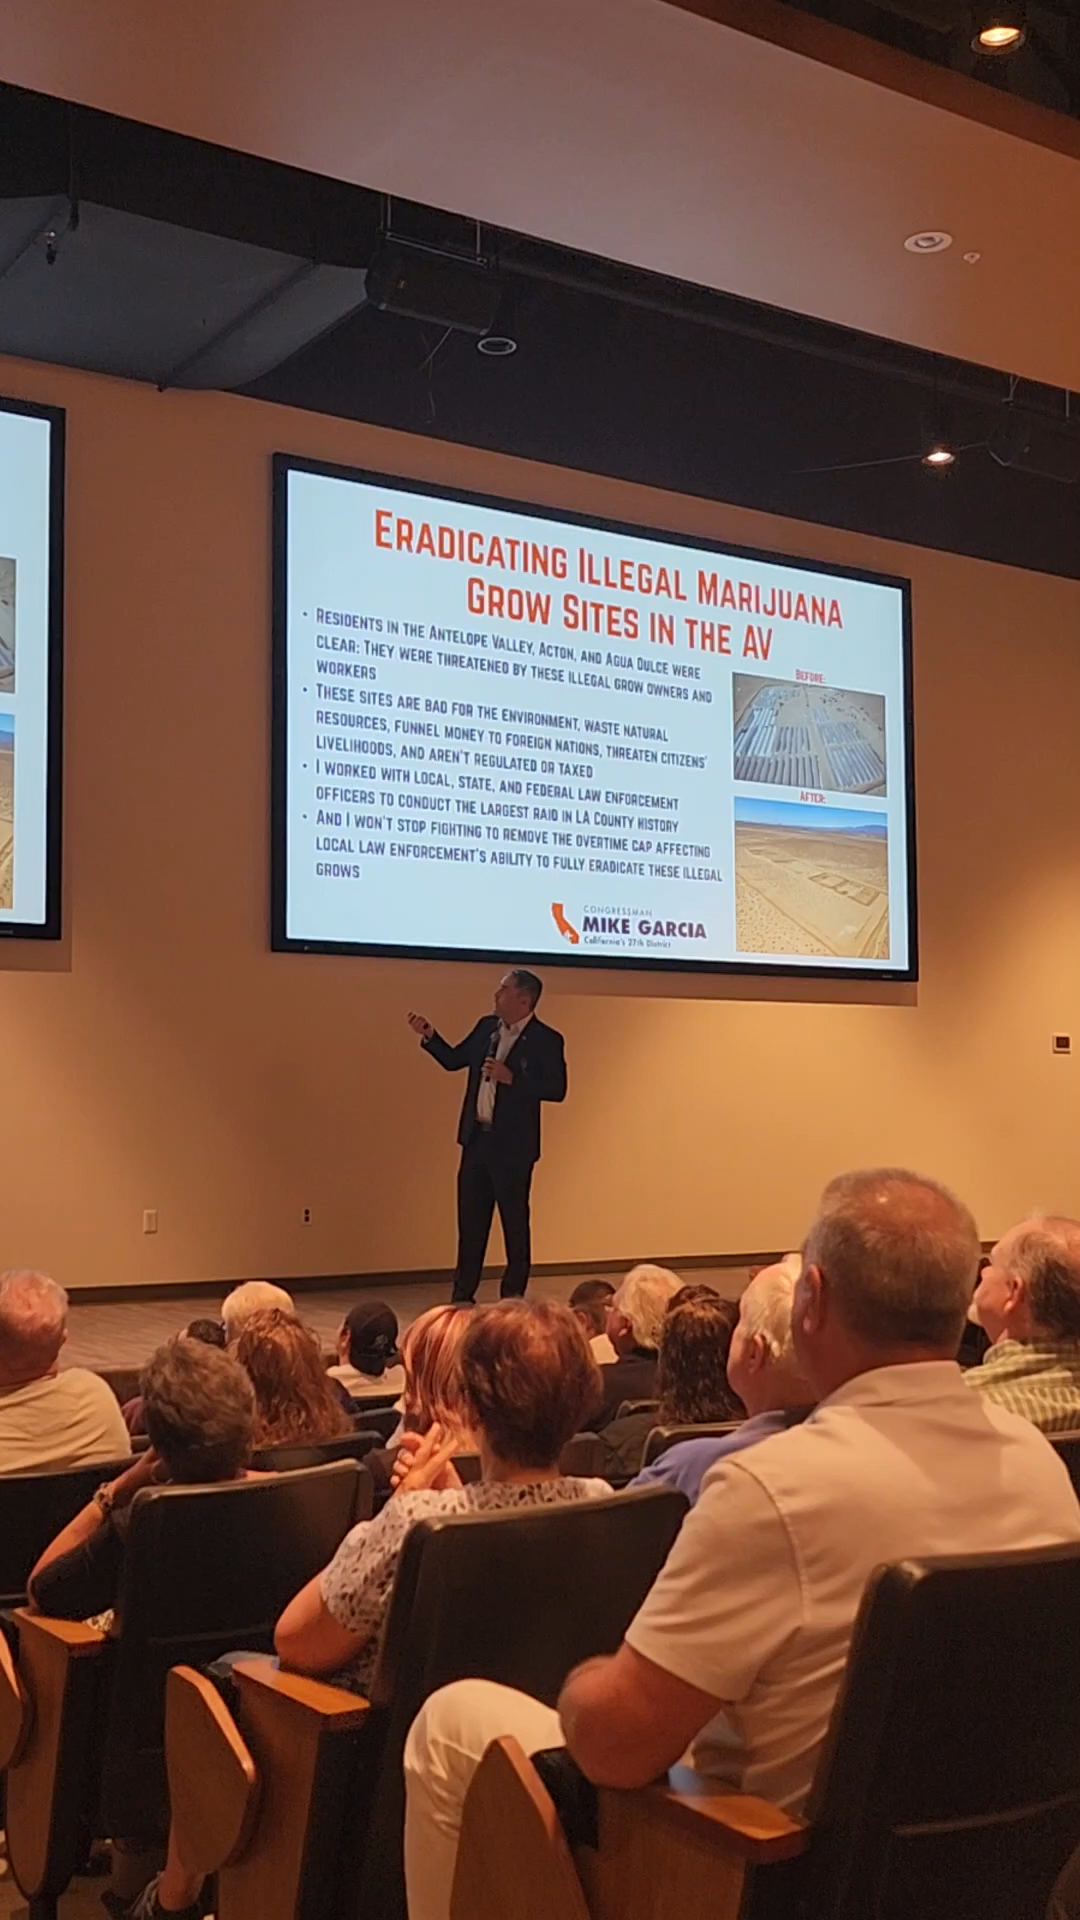 ERADICATING ILLEGAL MARIJUANA
GROW SITES IN THE AV
• RESIDENTS IN THE ANTELOPE VALLEY, ACTON, AND AGUA DULCE WERE
CLEAR: THEY WERE THREATENED BY THESE ILLEGAL GROW OWNERS AND
WORKERS
• THESE SITES ARE BAD FOR THE ENVIRONMENT, WASTE NATURAL
RESOURCES, FUNNEL MONEY TO FOREIGN NATIONS, THREATEN CITIZENS'
LIVELIHOODS, AND AREN'T REGULATED OR TAXED
• I WORKED WITH LOCAL, STATE, AND FEDERAL LAW ENFORCEMENT
OFFICERS TO CONDUCT THE LARGEST RAID IN LA COUNTY HISTORY
• AND I WON'T STOP FIGHTING TO REMOVE THE OVERTIME CAP AFFECTING
LOCAL LAW ENFORCEMENT'S ABILITY TO FULLY ERADICATE THESE ILLEGAL
GROWS
BEFORE:
AFTER:
CONGRESSMAN
MIKE GARCIA
California's 27th District